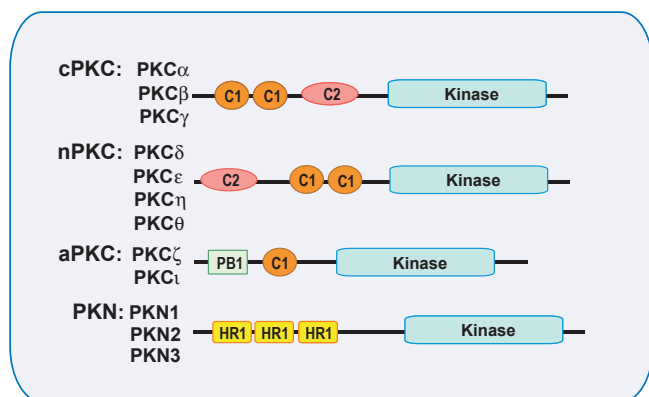 cPKC: PKCα
PKCβ
PKCγ
C1 C1 C2 Kinase
nPKC: PKCδ
PKCε
PKCη
PKCθ
C2 C1 C1 Kinase
aPKC: PKCζ
PKCι
PB1 C1 Kinase
PKN: PKN1
PKN2
PKN3
HR1 HR1 HR1 Kinase